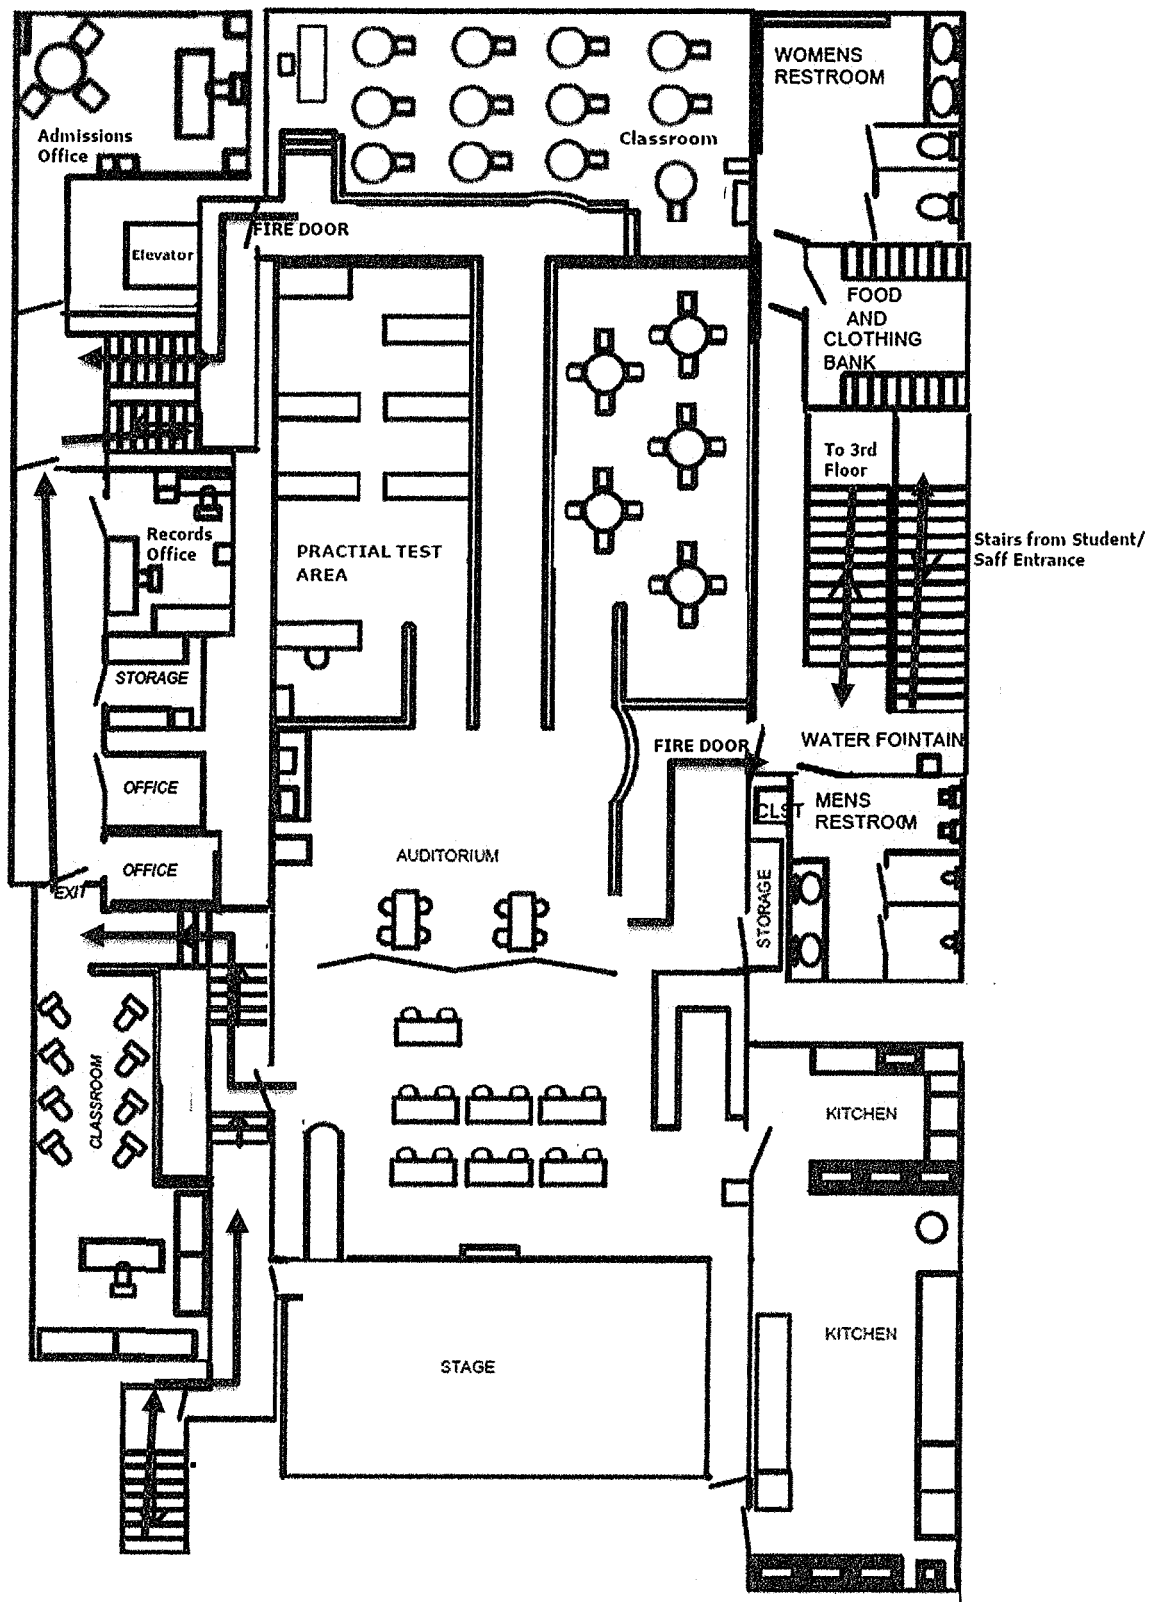 WOMENS
RESTROOM
Admissions
Office
Classroom
FIRE DOOR
Elevator
FOOD
AND
CLOTHING
BANK
To 3rd
Floor
Records
Office
PRACTIAL TEST
AREA
Stairs from Student/
Saff Entrance
STORAGE
WATER FOINTAIN
FIRE DOOR
OFFICE
CLST
MENS
RESTROOM
AUDITORIUM
OFFICE
EXIT
STORAGE
CLASSROOM
KITCHEN
KITCHEN
STAGE